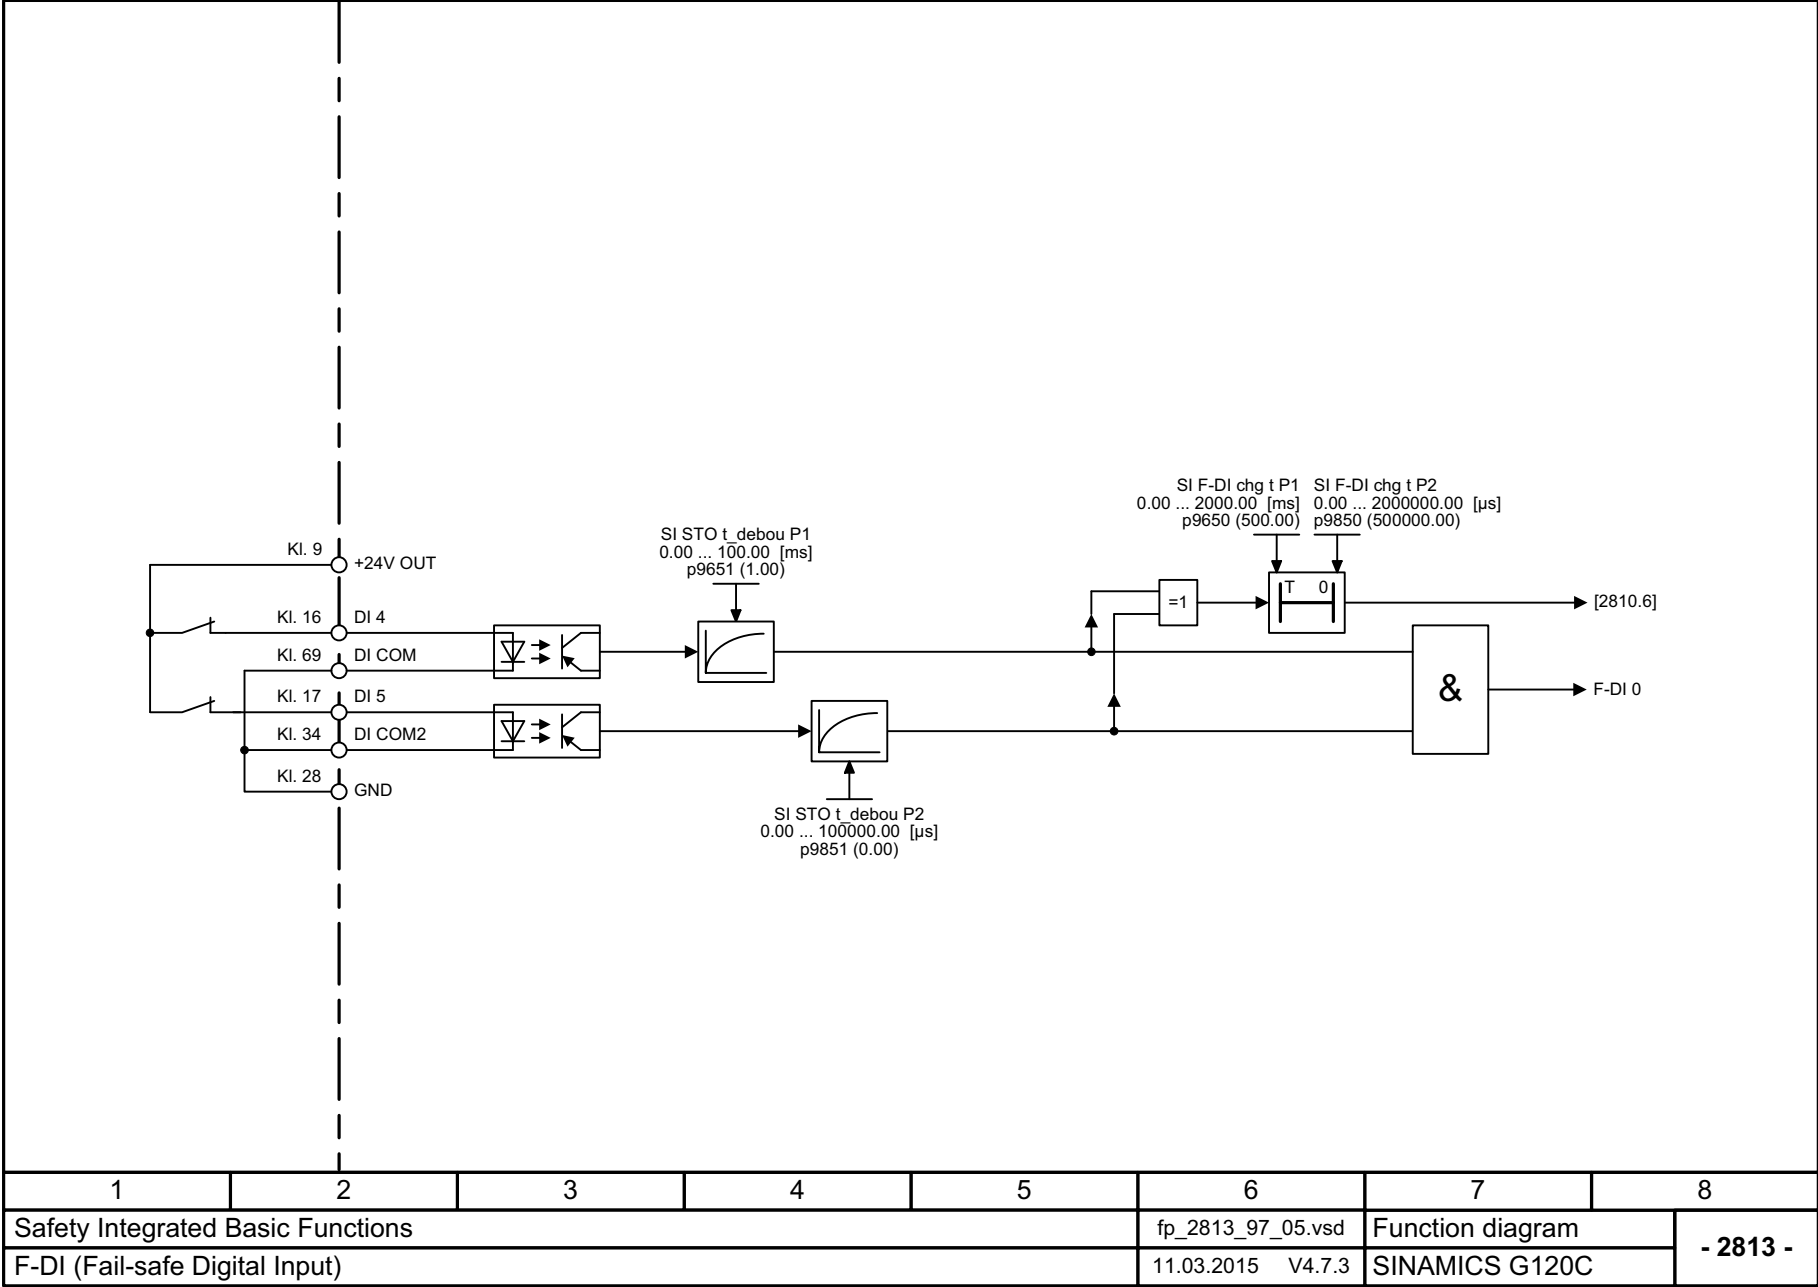 SI F-DI chg t P1
0.00 ... 2000.00 [ms]
p9650 (500.00)
SI F-DI chg t P2
0.00 ... 2000000.00 [µs]
p9850 (500000.00)
SI STO t_debou P1
0.00 ... 100.00 [ms]
p9651 (1.00)
Kl. 9
+24V OUT
T 0
=1
[2810.6]
Kl. 16
DI 4
Kl. 69
DI COM
Kl. 17
DI 5
&
F-DI 0
Kl. 34
DI COM2
Kl. 28
GND
SI STO t_debou P2
0.00 ... 100000.00 [µs]
p9851 (0.00)
1 2 3 4 5 6 7 8
Safety Integrated Basic Functions
fp_2813_97_05.vsd
Function diagram
- 2813 -
F-DI (Fail-safe Digital Input)
11.03.2015 V4.7.3
SINAMICS G120C